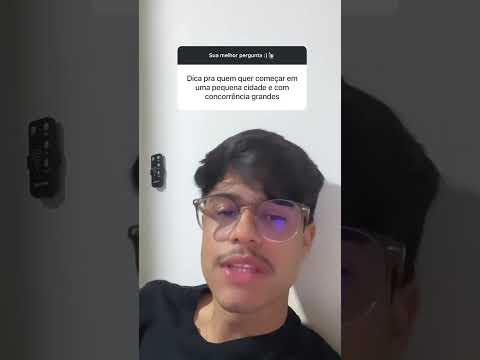 Sua melhor pergunta :)
Dica pra quem quer começar em
uma pequena cidade e com
concorrência grandes